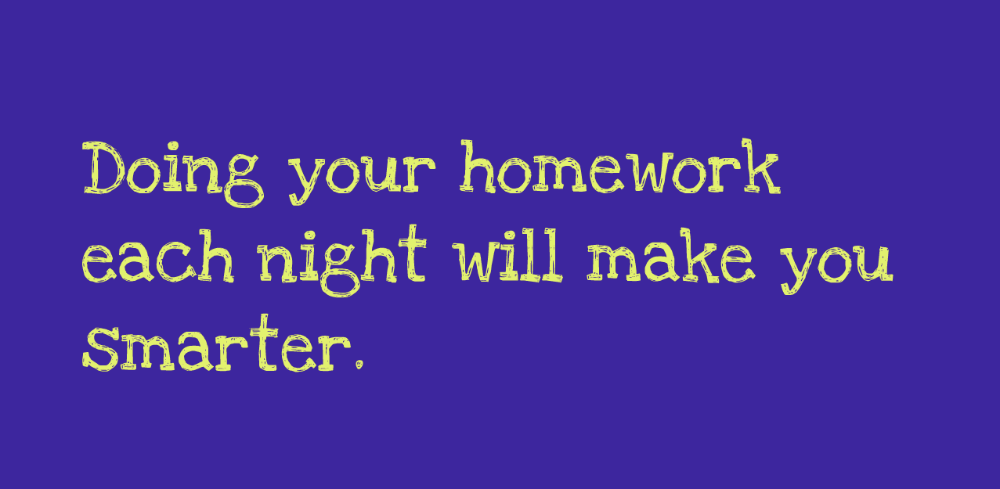 Doing your homework
each night will make you
smarter.